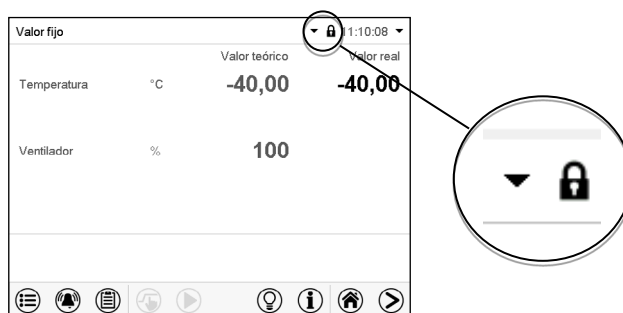 Valor fijo 11:10:08
Valor teórico Valor real
Temperatura °C -40,00 -40,00
Ventilador % 100